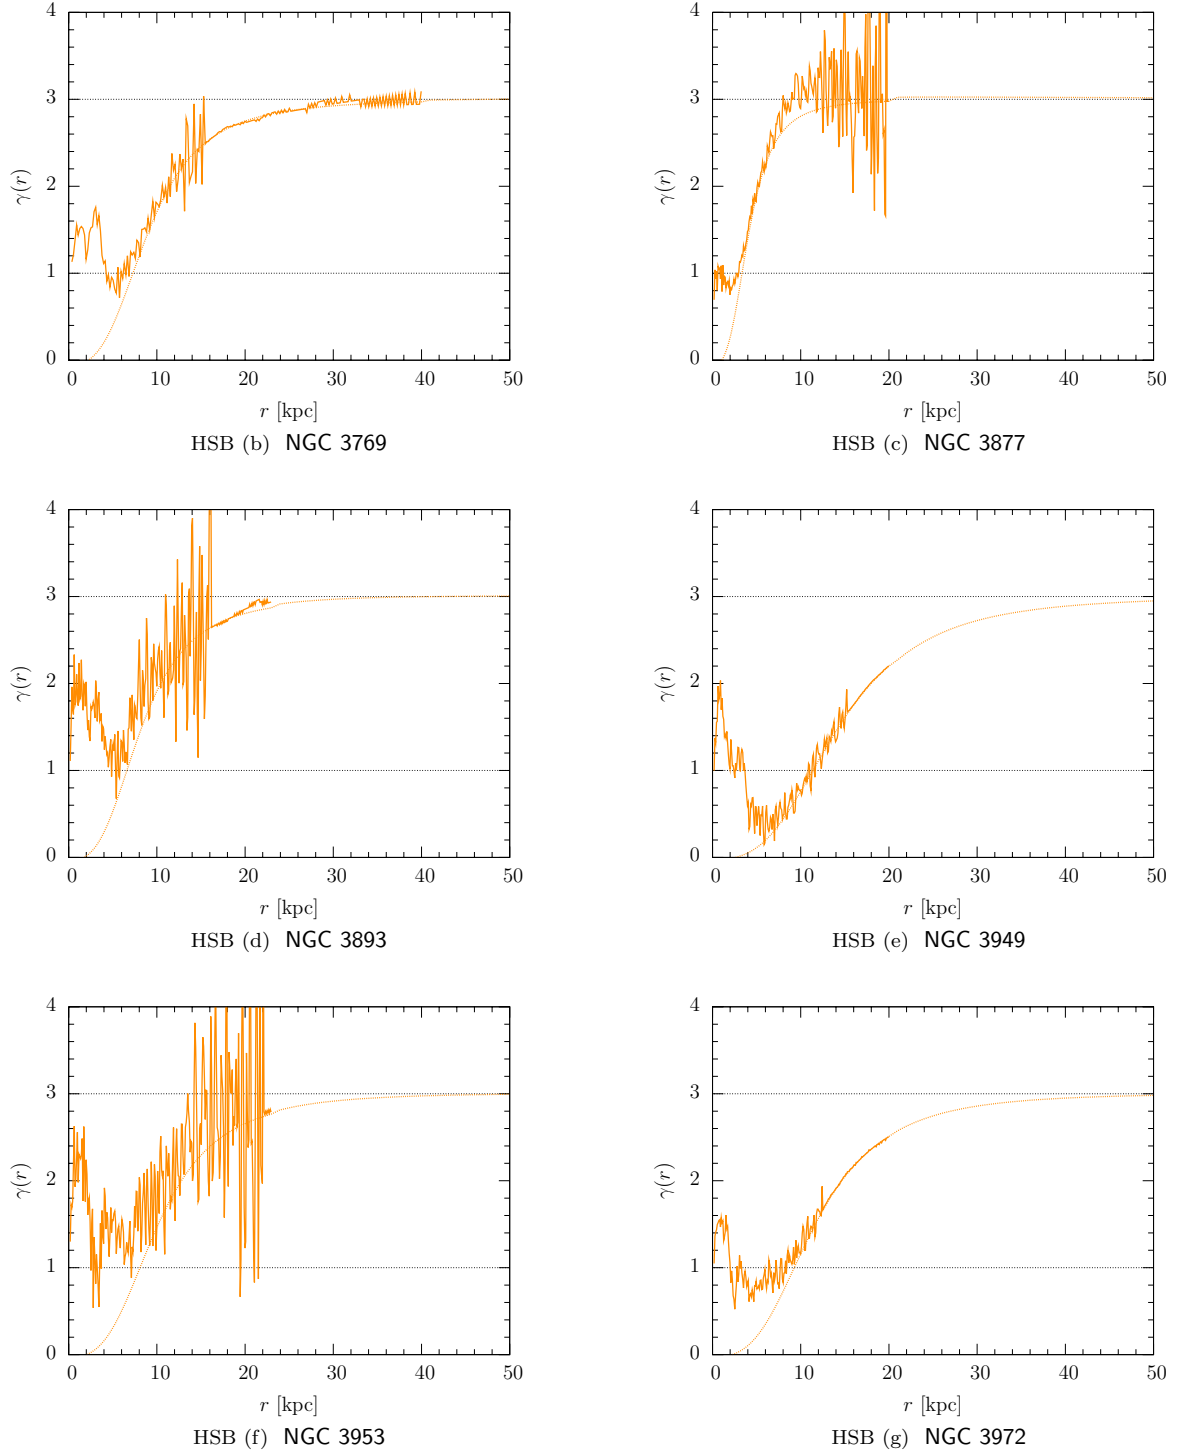 4
3
2
1
0
γ(r)
0 10 20 30 40 50
r [kpc]
HSB (b) NGC 3769
4
3
2
1
0
γ(r)
0 10 20 30 40 50
r [kpc]
HSB (c) NGC 3877
4
3
2
1
0
γ(r)
0 10 20 30 40 50
r [kpc]
HSB (d) NGC 3893
4
3
2
1
0
γ(r)
0 10 20 30 40 50
r [kpc]
HSB (e) NGC 3949
4
3
2
1
0
γ(r)
0 10 20 30 40 50
r [kpc]
HSB (f) NGC 3953
4
3
2
1
0
γ(r)
0 10 20 30 40 50
r [kpc]
HSB (g) NGC 3972